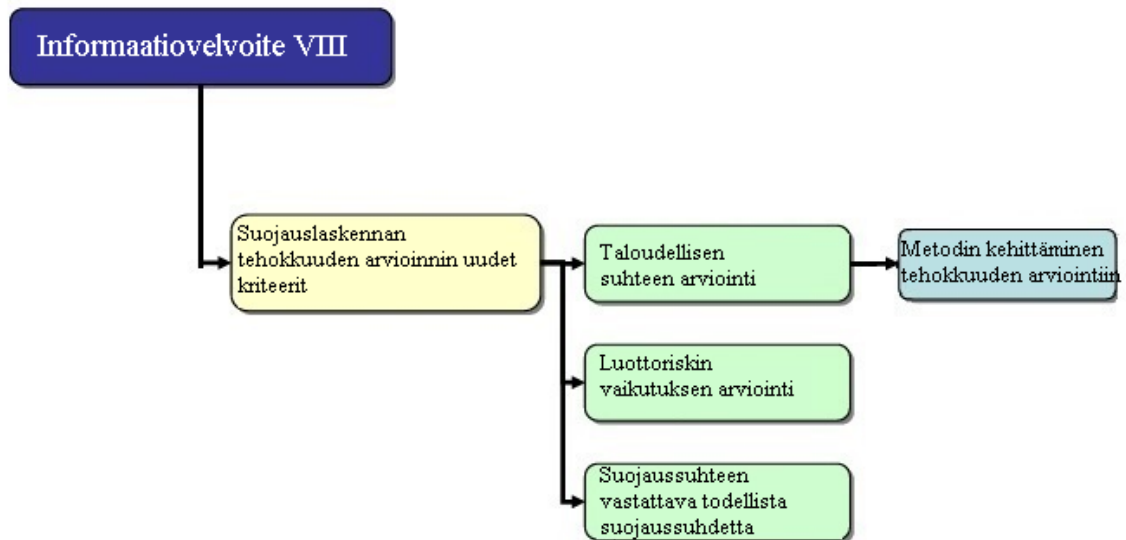 Informaatiovelvoite VIII
Suojauslaskennan
tehokkuuden arvioinnin uudet
kriteerit
Taloudellisen
suhteen arviointi
Metodin kehittäminen
tehokkuuden arviointiin
Luottoriskin
vaikutuksen arviointi
Suojaussuhteen
vastattava todellista
suojaussuhdetta